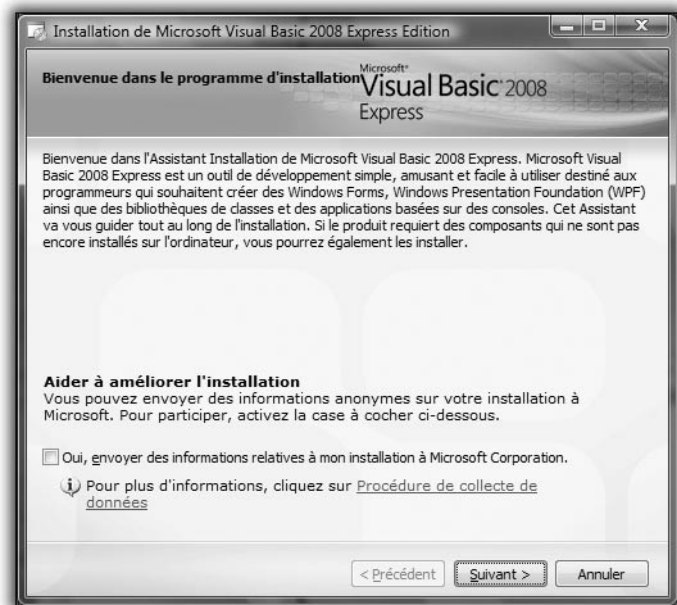 Installation de Microsoft Visual Basic 2008 Express Edition
Bienvenue dans le programme d'installation
Microsoft®
Visual Basic® 2008
Express
Bienvenue dans l'Assistant Installation de Microsoft Visual Basic 2008 Express. Microsoft Visual
Basic 2008 Express est un outil de développement simple, amusant et facile à utiliser destiné aux
programmeurs qui souhaitent créer des Windows Forms, Windows Presentation Foundation (WPF)
ainsi que des bibliothèques de classes et des applications basées sur des consoles. Cet Assistant
va vous guider tout au long de l'installation. Si le produit requiert des composants qui ne sont pas
encore installés sur l'ordinateur, vous pourrez également les installer.
Aider à améliorer l'installation
Vous pouvez envoyer des informations anonymes sur votre installation à
Microsoft. Pour participer, activez la case à cocher ci-dessous.
Oui, envoyer des informations relatives à mon installation à Microsoft Corporation.
Pour plus d'informations, cliquez sur Procédure de collecte de
données
< Précédent
Suivant >
Annuler